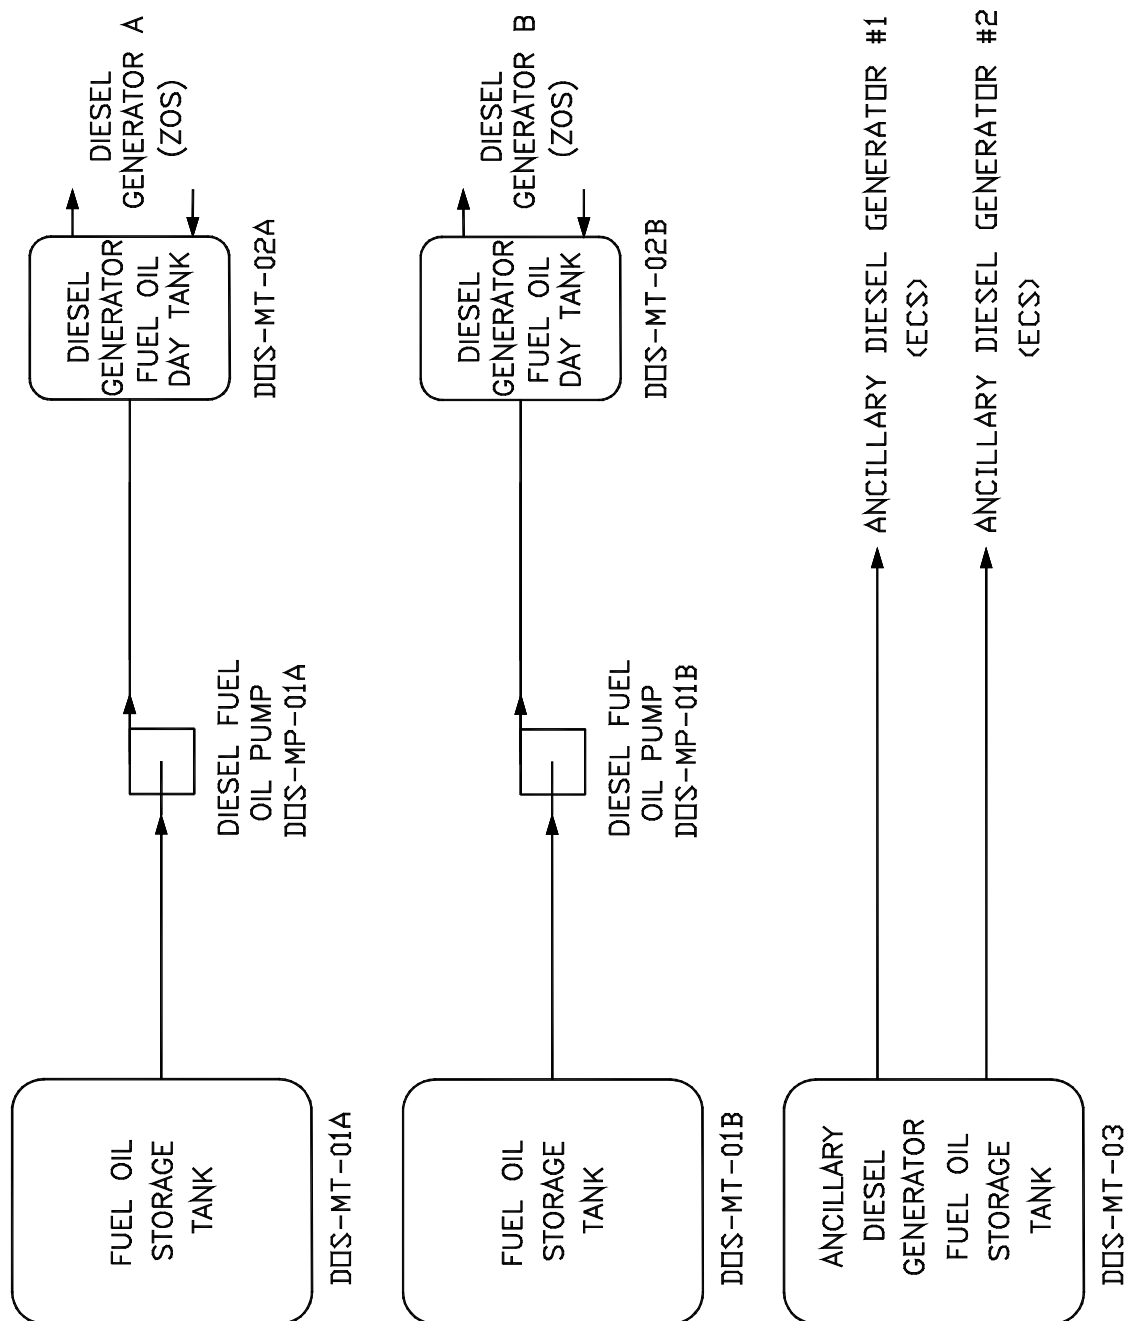 FUEL OIL
STORAGE
TANK
DOS-MT-01A
DIESEL FUEL
OIL PUMP
DOS-MP-01A
DIESEL
GENERATOR
FUEL OIL
DAY TANK
DOS-MT-02A
DIESEL
GENERATOR A
(ZOS)
FUEL OIL
STORAGE
TANK
DOS-MT-01B
DIESEL FUEL
OIL PUMP
DOS-MP-01B
DIESEL
GENERATOR
FUEL OIL
DAY TANK
DOS-MT-02B
DIESEL
GENERATOR B
(ZOS)
ANCILLARY
DIESEL
GENERATOR
FUEL OIL
STORAGE
TANK
DOS-MT-03
ANCILLARY DIESEL GENERATOR #1
(ECS)
ANCILLARY DIESEL GENERATOR #2
(ECS)